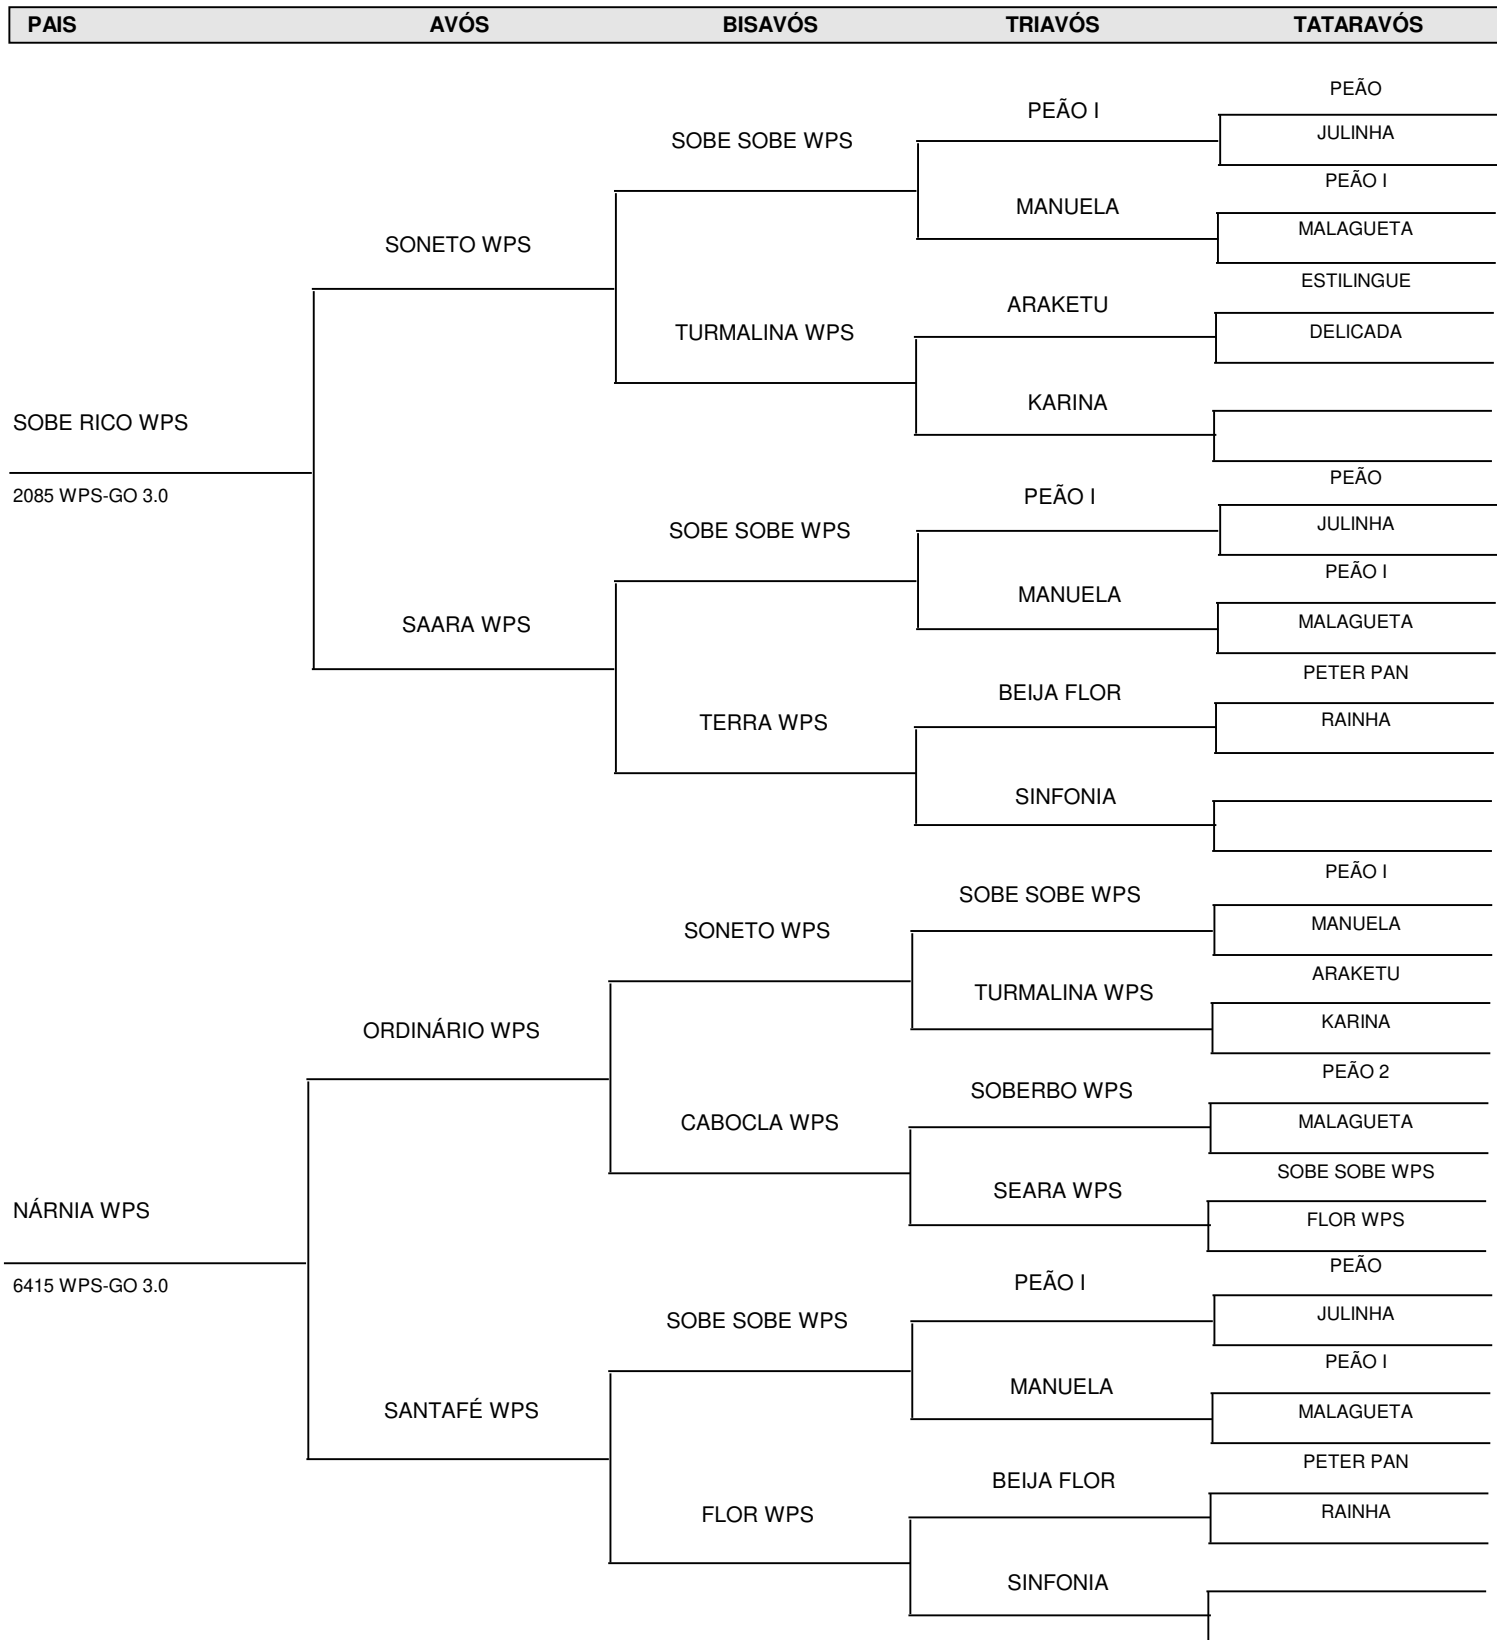 PAIS AVÓS BISAVÓS TRIAVÓS TATARAVÓS
PEÃO
PEÃO I
JULINHA
SOBE SOBE WPS
PEÃO I
MANUELA
MALAGUETA
SONETO WPS
ESTILINGUE
ARAKETU
TURMALINA WPS
DELICADA
KARINA
SOBE RICO WPS
PEÃO
2085 WPS-GO 3.0
PEÃO I
JULINHA
SOBE SOBE WPS
PEÃO I
MANUELA
MALAGUETA
SAARA WPS
PETER PAN
BEIJA FLOR
RAINHA
TERRA WPS
SINFONIA
PEÃO I
SOBE SOBE WPS
MANUELA
SONETO WPS
ARAKETU
TURMALINA WPS
KARINA
ORDINÁRIO WPS
PEÃO 2
SOBERBO WPS
MALAGUETA
CABOCLA WPS
SOBE SOBE WPS
SEARA WPS
NÁRNIA WPS
FLOR WPS
PEÃO
6415 WPS-GO 3.0
PEÃO I
JULINHA
SOBE SOBE WPS
PEÃO I
MANUELA
SANTAFÉ WPS
MALAGUETA
PETER PAN
BEIJA FLOR
RAINHA
FLOR WPS
SINFONIA